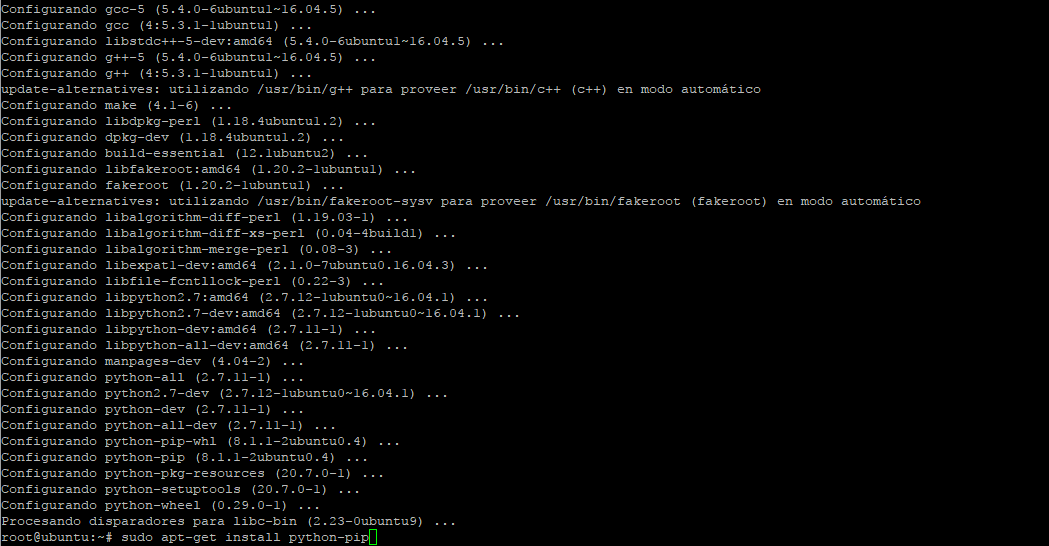 Configurando gcc-5 (5.4.0-6ubuntu1~16.04.5) ...
Configurando gcc (4:5.3.1-1ubuntu1) ...
Configurando libstdc++-5-dev:amd64 (5.4.0-6ubuntu1~16.04.5) ...
Configurando g++-5 (5.4.0-6ubuntu1~16.04.5) ...
Configurando g++ (4:5.3.1-1ubuntu1) ...
update-alternatives: utilizando /usr/bin/g++ para proveer /usr/bin/c++ (c++) en modo automático
Configurando make (4.1-6) ...
Configurando libdpkg-perl (1.18.4ubuntu1.2) ...
Configurando dpkg-dev (1.18.4ubuntu1.2) ...
Configurando build-essential (12.1ubuntu2) ...
Configurando libfakeroot:amd64 (1.20.2-1ubuntu1) ...
Configurando fakeroot (1.20.2-1ubuntu1) ...
update-alternatives: utilizando /usr/bin/fakeroot-sysv para proveer /usr/bin/fakeroot (fakeroot) en modo automático
Configurando libalgorithm-diff-perl (1.19.03-1) ...
Configurando libalgorithm-diff-xs-perl (0.04-4build1) ...
Configurando libalgorithm-merge-perl (0.08-3) ...
Configurando libexpat1-dev:amd64 (2.1.0-7ubuntu0.16.04.3) ...
Configurando libfile-fcntllock-perl (0.22-3) ...
Configurando libpython2.7:amd64 (2.7.12-1ubuntu0~16.04.1) ...
Configurando libpython2.7-dev:amd64 (2.7.12-1ubuntu0~16.04.1) ...
Configurando libpython-dev:amd64 (2.7.11-1) ...
Configurando libpython-all-dev:amd64 (2.7.11-1) ...
Configurando manpages-dev (4.04-2) ...
Configurando python-all (2.7.11-1) ...
Configurando python2.7-dev (2.7.12-1ubuntu0~16.04.1) ...
Configurando python-dev (2.7.11-1) ...
Configurando python-all-dev (2.7.11-1) ...
Configurando python-pip-whl (8.1.1-2ubuntu0.4) ...
Configurando python-pip (8.1.1-2ubuntu0.4) ...
Configurando python-pkg-resources (20.7.0-1) ...
Configurando python-setuptools (20.7.0-1) ...
Configurando python-wheel (0.29.0-1) ...
Procesando disparadores para libc-bin (2.23-0ubuntu9) ...
root@ubuntu:~# sudo apt-get install python-pip